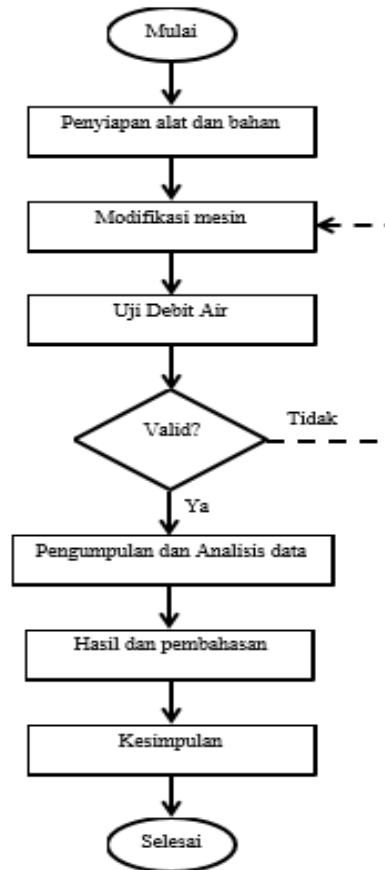 Mulai
Penyiapan alat dan bahan
Modifikasi mesin
Uji Debit Air
Valid?
Tidak
Ya
Pengumpulan dan Analisis data
Hasil dan pembahasan
Kesimpulan
Selesai